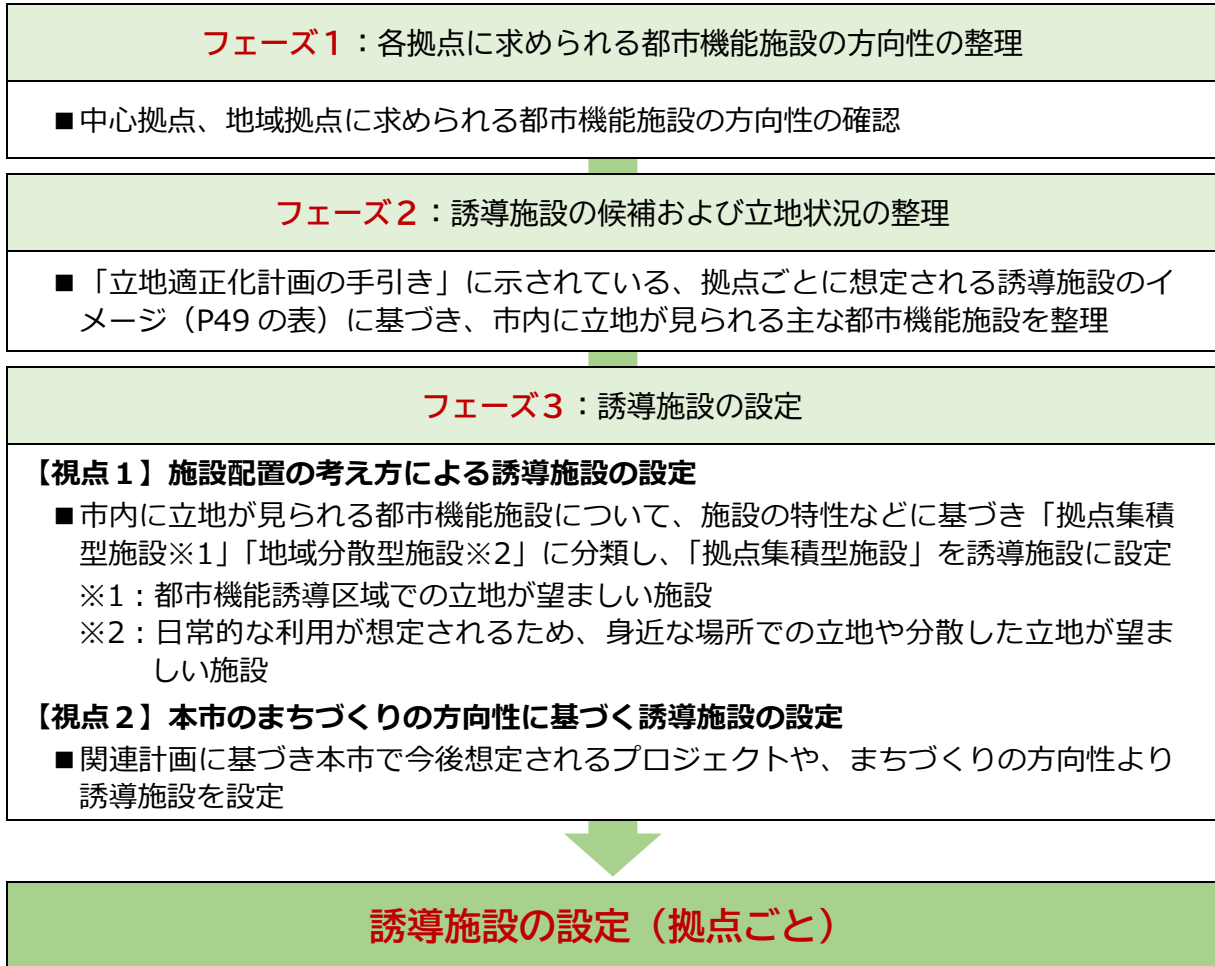 フェーズ１：各拠点に求められる都市機能施設の方向性の整理
■中心拠点、地域拠点に求められる都市機能施設の方向性の確認
フェーズ２：誘導施設の候補および立地状況の整理
■「立地適正化計画の手引き」に示されている、拠点ごとに想定される誘導施設のイ
メージ（P49 の表）に基づき、市内に立地が見られる主な都市機能施設を整理
フェーズ３：誘導施設の設定
【視点１】施設配置の考え方による誘導施設の設定
■市内に立地が見られる都市機能施設について、施設の特性などに基づき「拠点集積
型施設※1」「地域分散型施設※2」に分類し、「拠点集積型施設」を誘導施設に設定
※1：都市機能誘導区域での立地が望ましい施設
※2：日常的な利用が想定されるため、身近な場所での立地や分散した立地が望ま
しい施設
【視点２】本市のまちづくりの方向性に基づく誘導施設の設定
■関連計画に基づき本市で今後想定されるプロジェクトや、まちづくりの方向性より
誘導施設を設定
誘導施設の設定（拠点ごと）